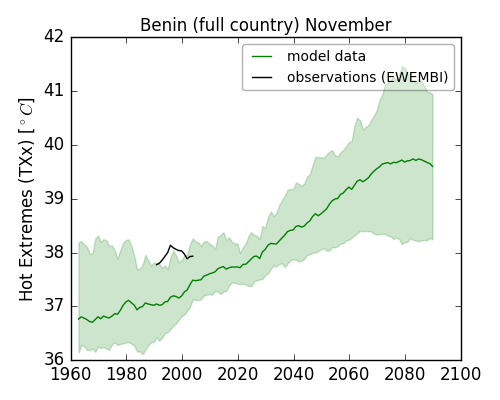 Benin (full country) November
Hot Extremes (TXx) [°C]
42
41
40
39
38
37
36
model data
observations (EWEMBI)
1960 1980 2000 2020 2040 2060 2080 2100